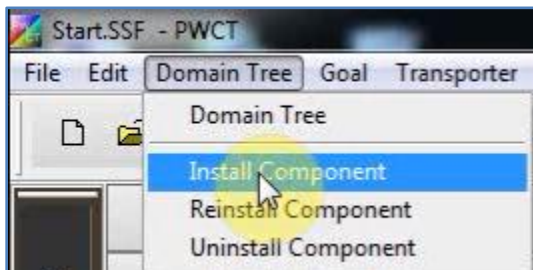 Start.SSF - PWCT
File Edit Domain Tree Goal Transporter
Domain Tree
Install Component
Reinstall Component
Uninstall Component